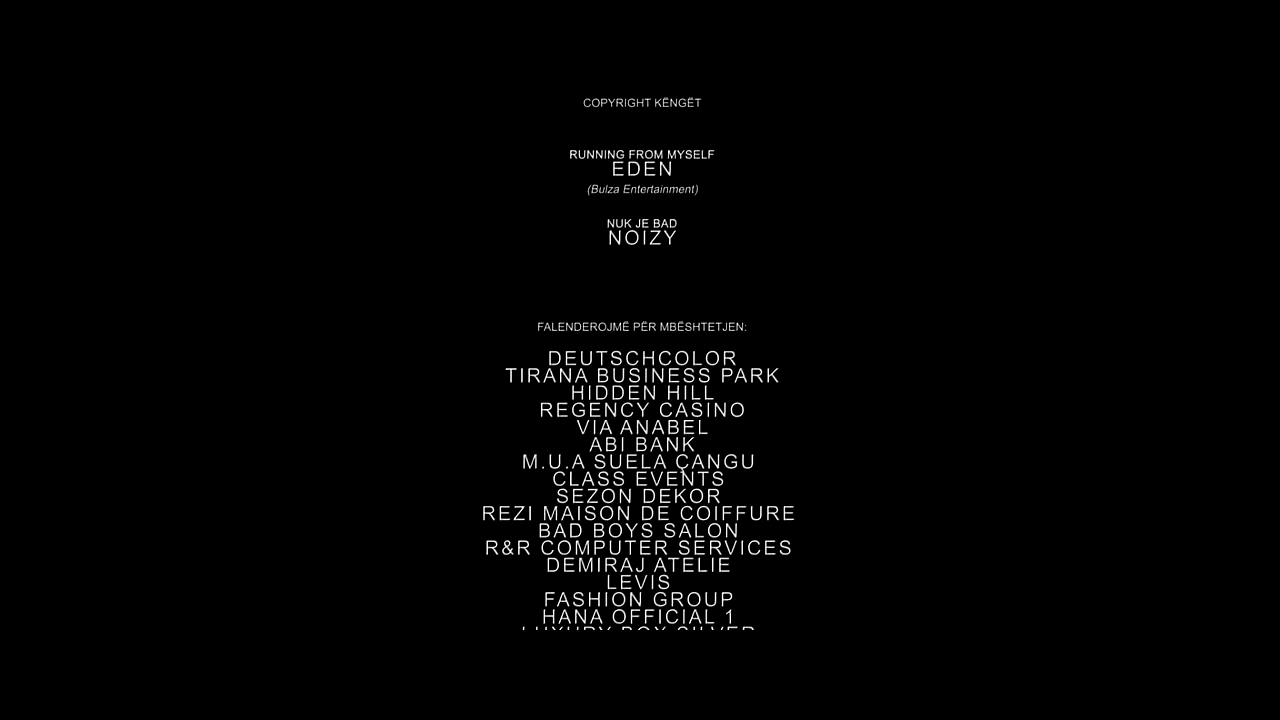 COPYRIGHT KËNGËT
RUNNING FROM MYSELF
EDEN
(Bulza Entertainment)
NUK JE BAD
NOIZY
FALENDEROJMË PËR MBËSHTETJEN:
DEUTSCHCOLOR
TIRANA BUSINESS PARK
HIDDEN HILL
REGENCY CASINO
VIA ANABEL
ABI BANK
M.U.A SUELA ÇANGU
CLASS EVENTS
SEZON DEKOR
REZI MAISON DE COIFFURE
BAD BOYS SALON
R&R COMPUTER SERVICES
DEMIRAJ ATELIE
LEVIS
FASHION GROUP
HANA OFFICIAL 1